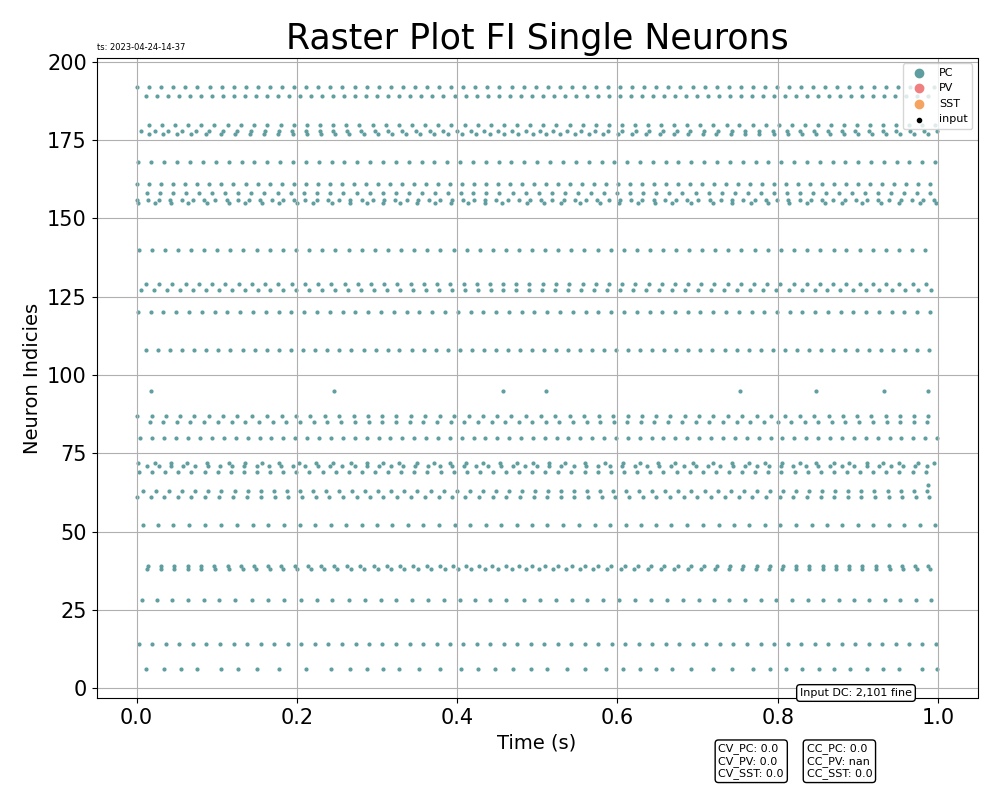 Raster Plot FI Single Neurons
ts: 2023-04-24-14-37
200
175
150
125
100
75
50
25
0
Neuron Indicies
PC
PV
SST
input
Input DC: 2,101 fine
0.0
0.2
0.4
0.6
0.8
1.0
Time (s)
CV_PC: 0.0
CV_PV: 0.0
CV_SST: 0.0
CC_PC: 0.0
CC_PV: nan
CC_SST: 0.0